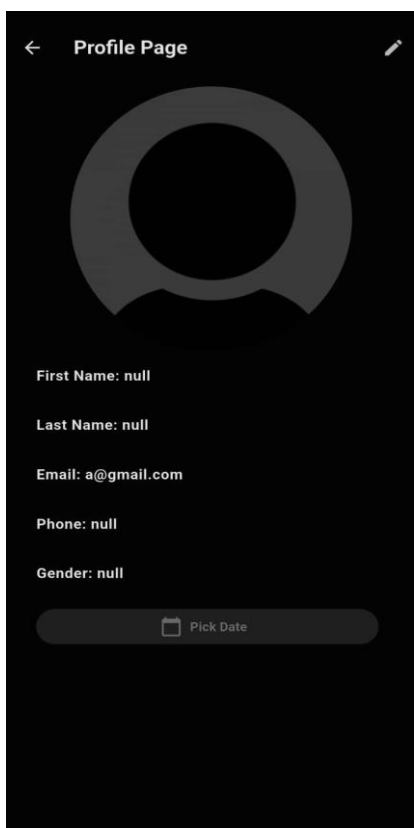 Profile Page
First Name: null
Last Name: null
Email: a@gmail.com
Phone: null
Gender: null
Pick Date